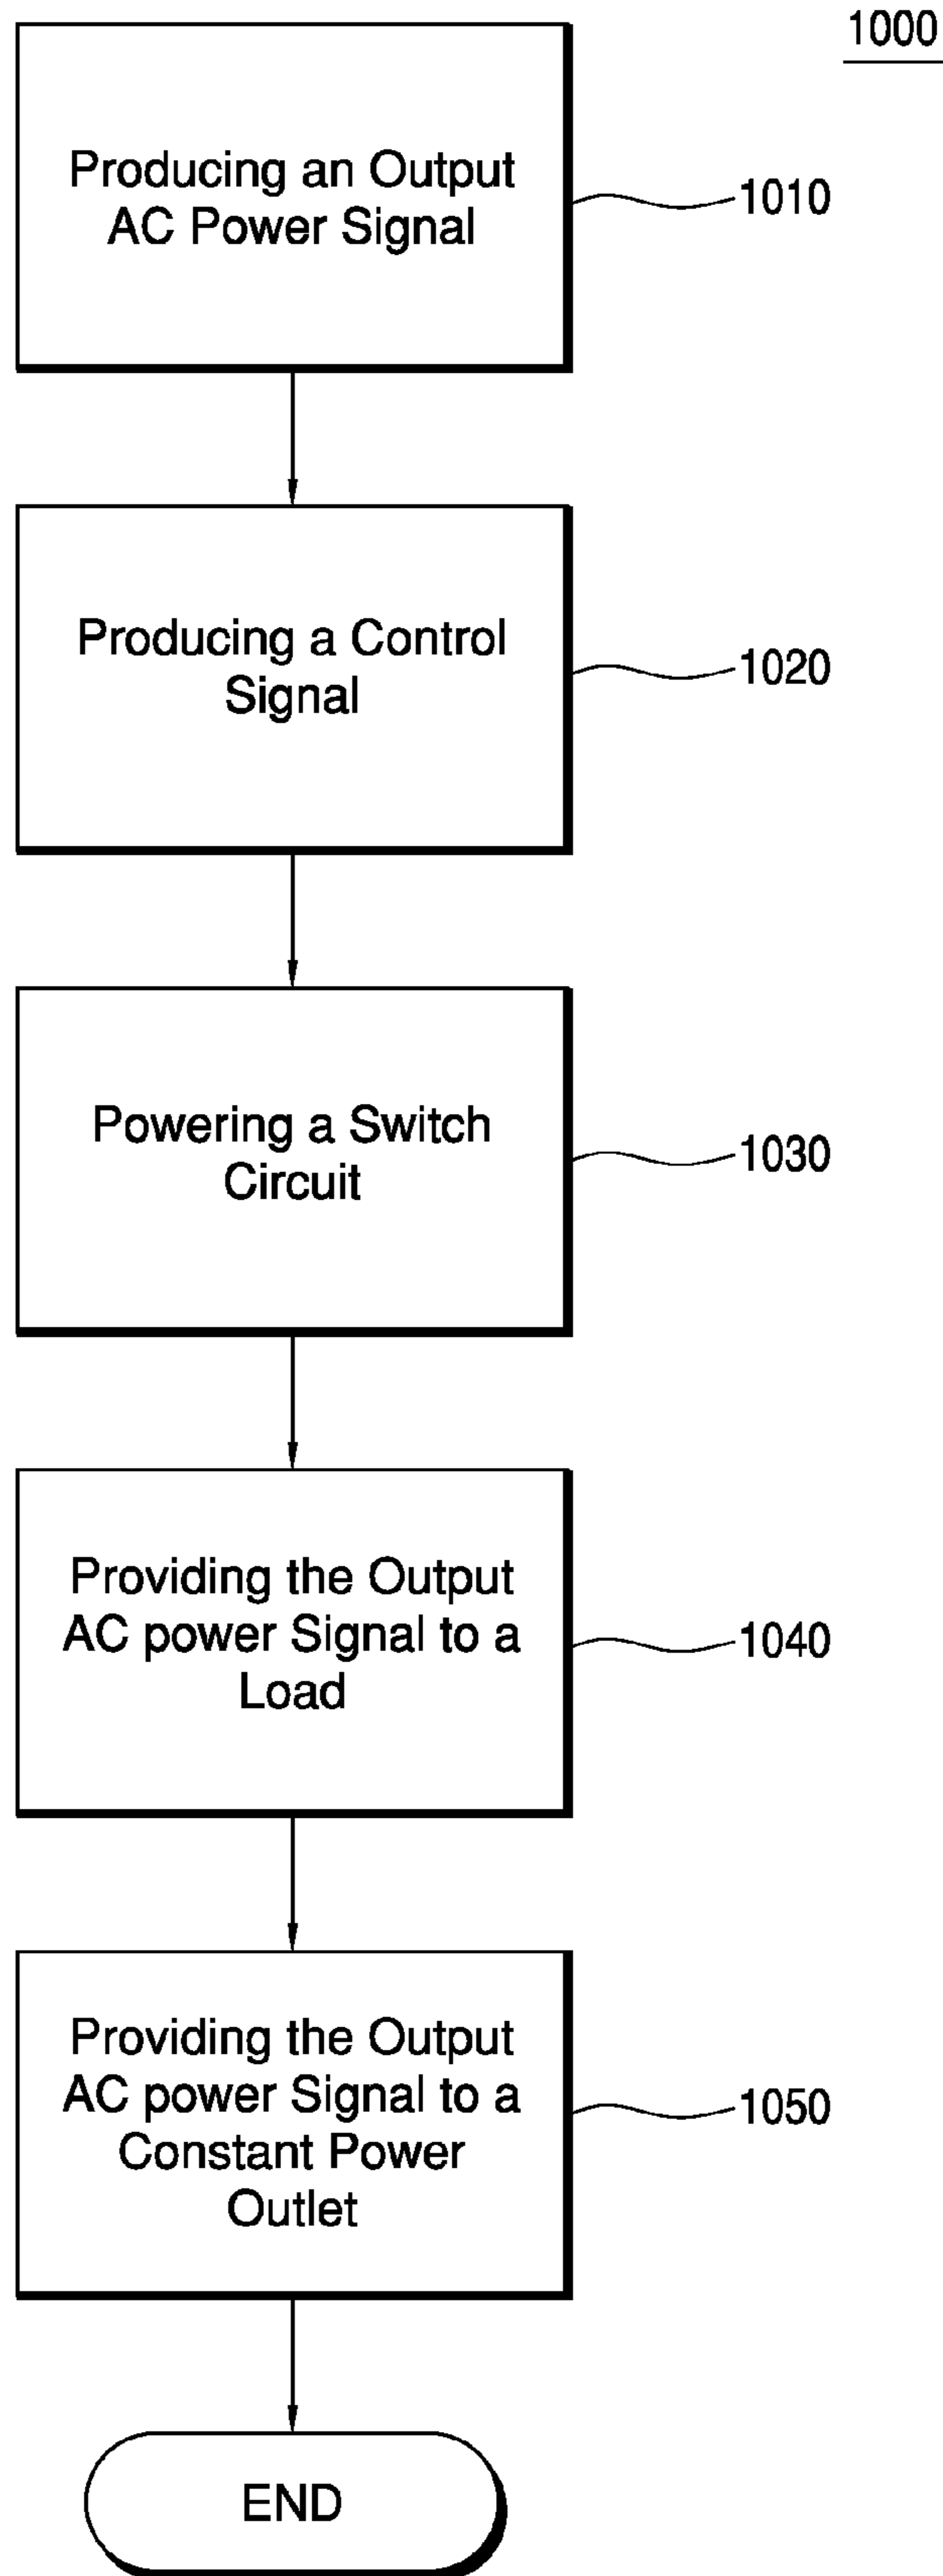 1000
Producing an Output
AC Power Signal
1010
Producing a Control
Signal
1020
Powering a Switch
Circuit
1030
Providing the Output
AC power Signal to a
Load
1040
Providing the Output
AC power Signal to a
Constant Power
Outlet
1050
END